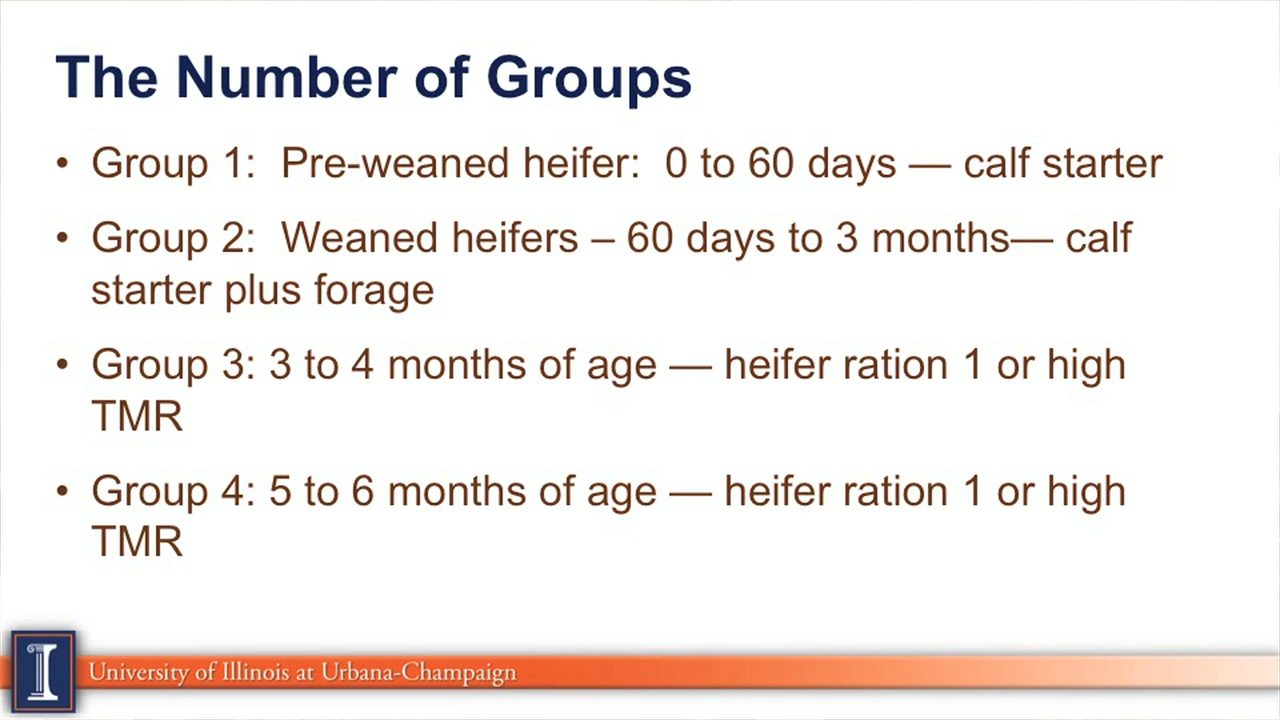 The Number of Groups
• Group 1:  Pre-weaned heifer:  0 to 60 days — calf starter
• Group 2:  Weaned heifers – 60 days to 3 months— calf
starter plus forage
• Group 3: 3 to 4 months of age — heifer ration 1 or high
TMR
• Group 4: 5 to 6 months of age — heifer ration 1 or high
TMR
I
University of Illinois at Urbana-Champaign